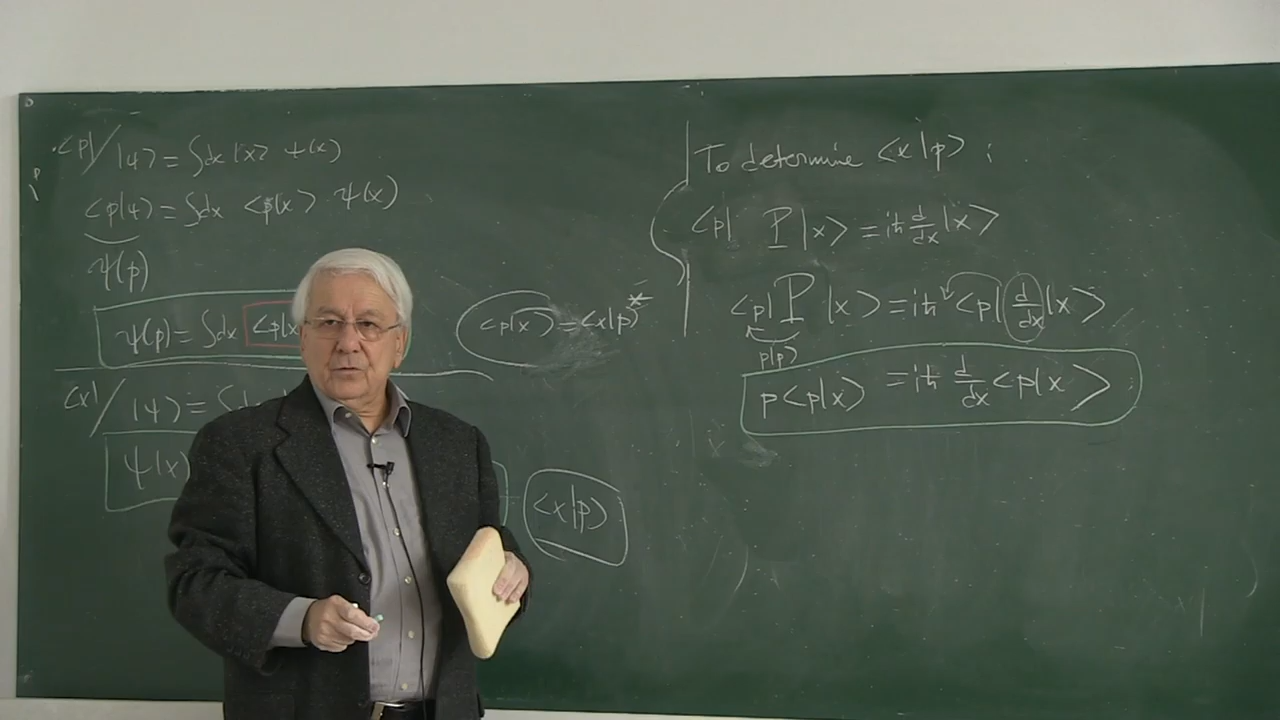 <p| / |ψ> = ∫dx |x> ψ(x)
<p|ψ> = ∫dx <p|x> ψ(x)
ψ(p)
ψ(p) = ∫dx <p|x
<p|x> = <x|p>*
<x| / |ψ> = ∫d
ψ(x)
<x|p>
To determine <x|p> :
<p| P |x> = iħ d/dx |x>
<p| P |x> = iħ <p| d/dx |x>
p<p|
p<p|x> = iħ d/dx <p|x>